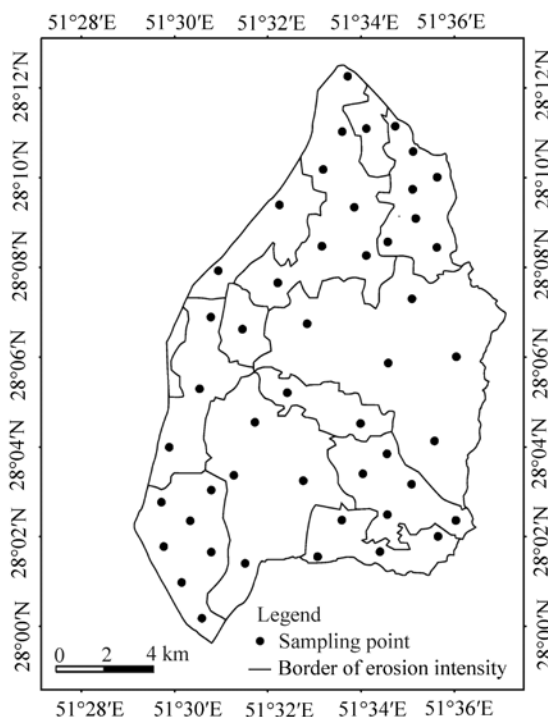 51°28′E 51°30′E 51°32′E 51°34′E 51°36′E
28°12′N 28°12′N
28°10′N 28°10′N
28°08′N 28°08′N
28°06′N 28°06′N
28°04′N 28°04′N
28°02′N 28°02′N
28°00′N 28°00′N
Legend
Sampling point
Border of erosion intensity
0 2 4 km
51°28′E 51°30′E 51°32′E 51°34′E 51°36′E